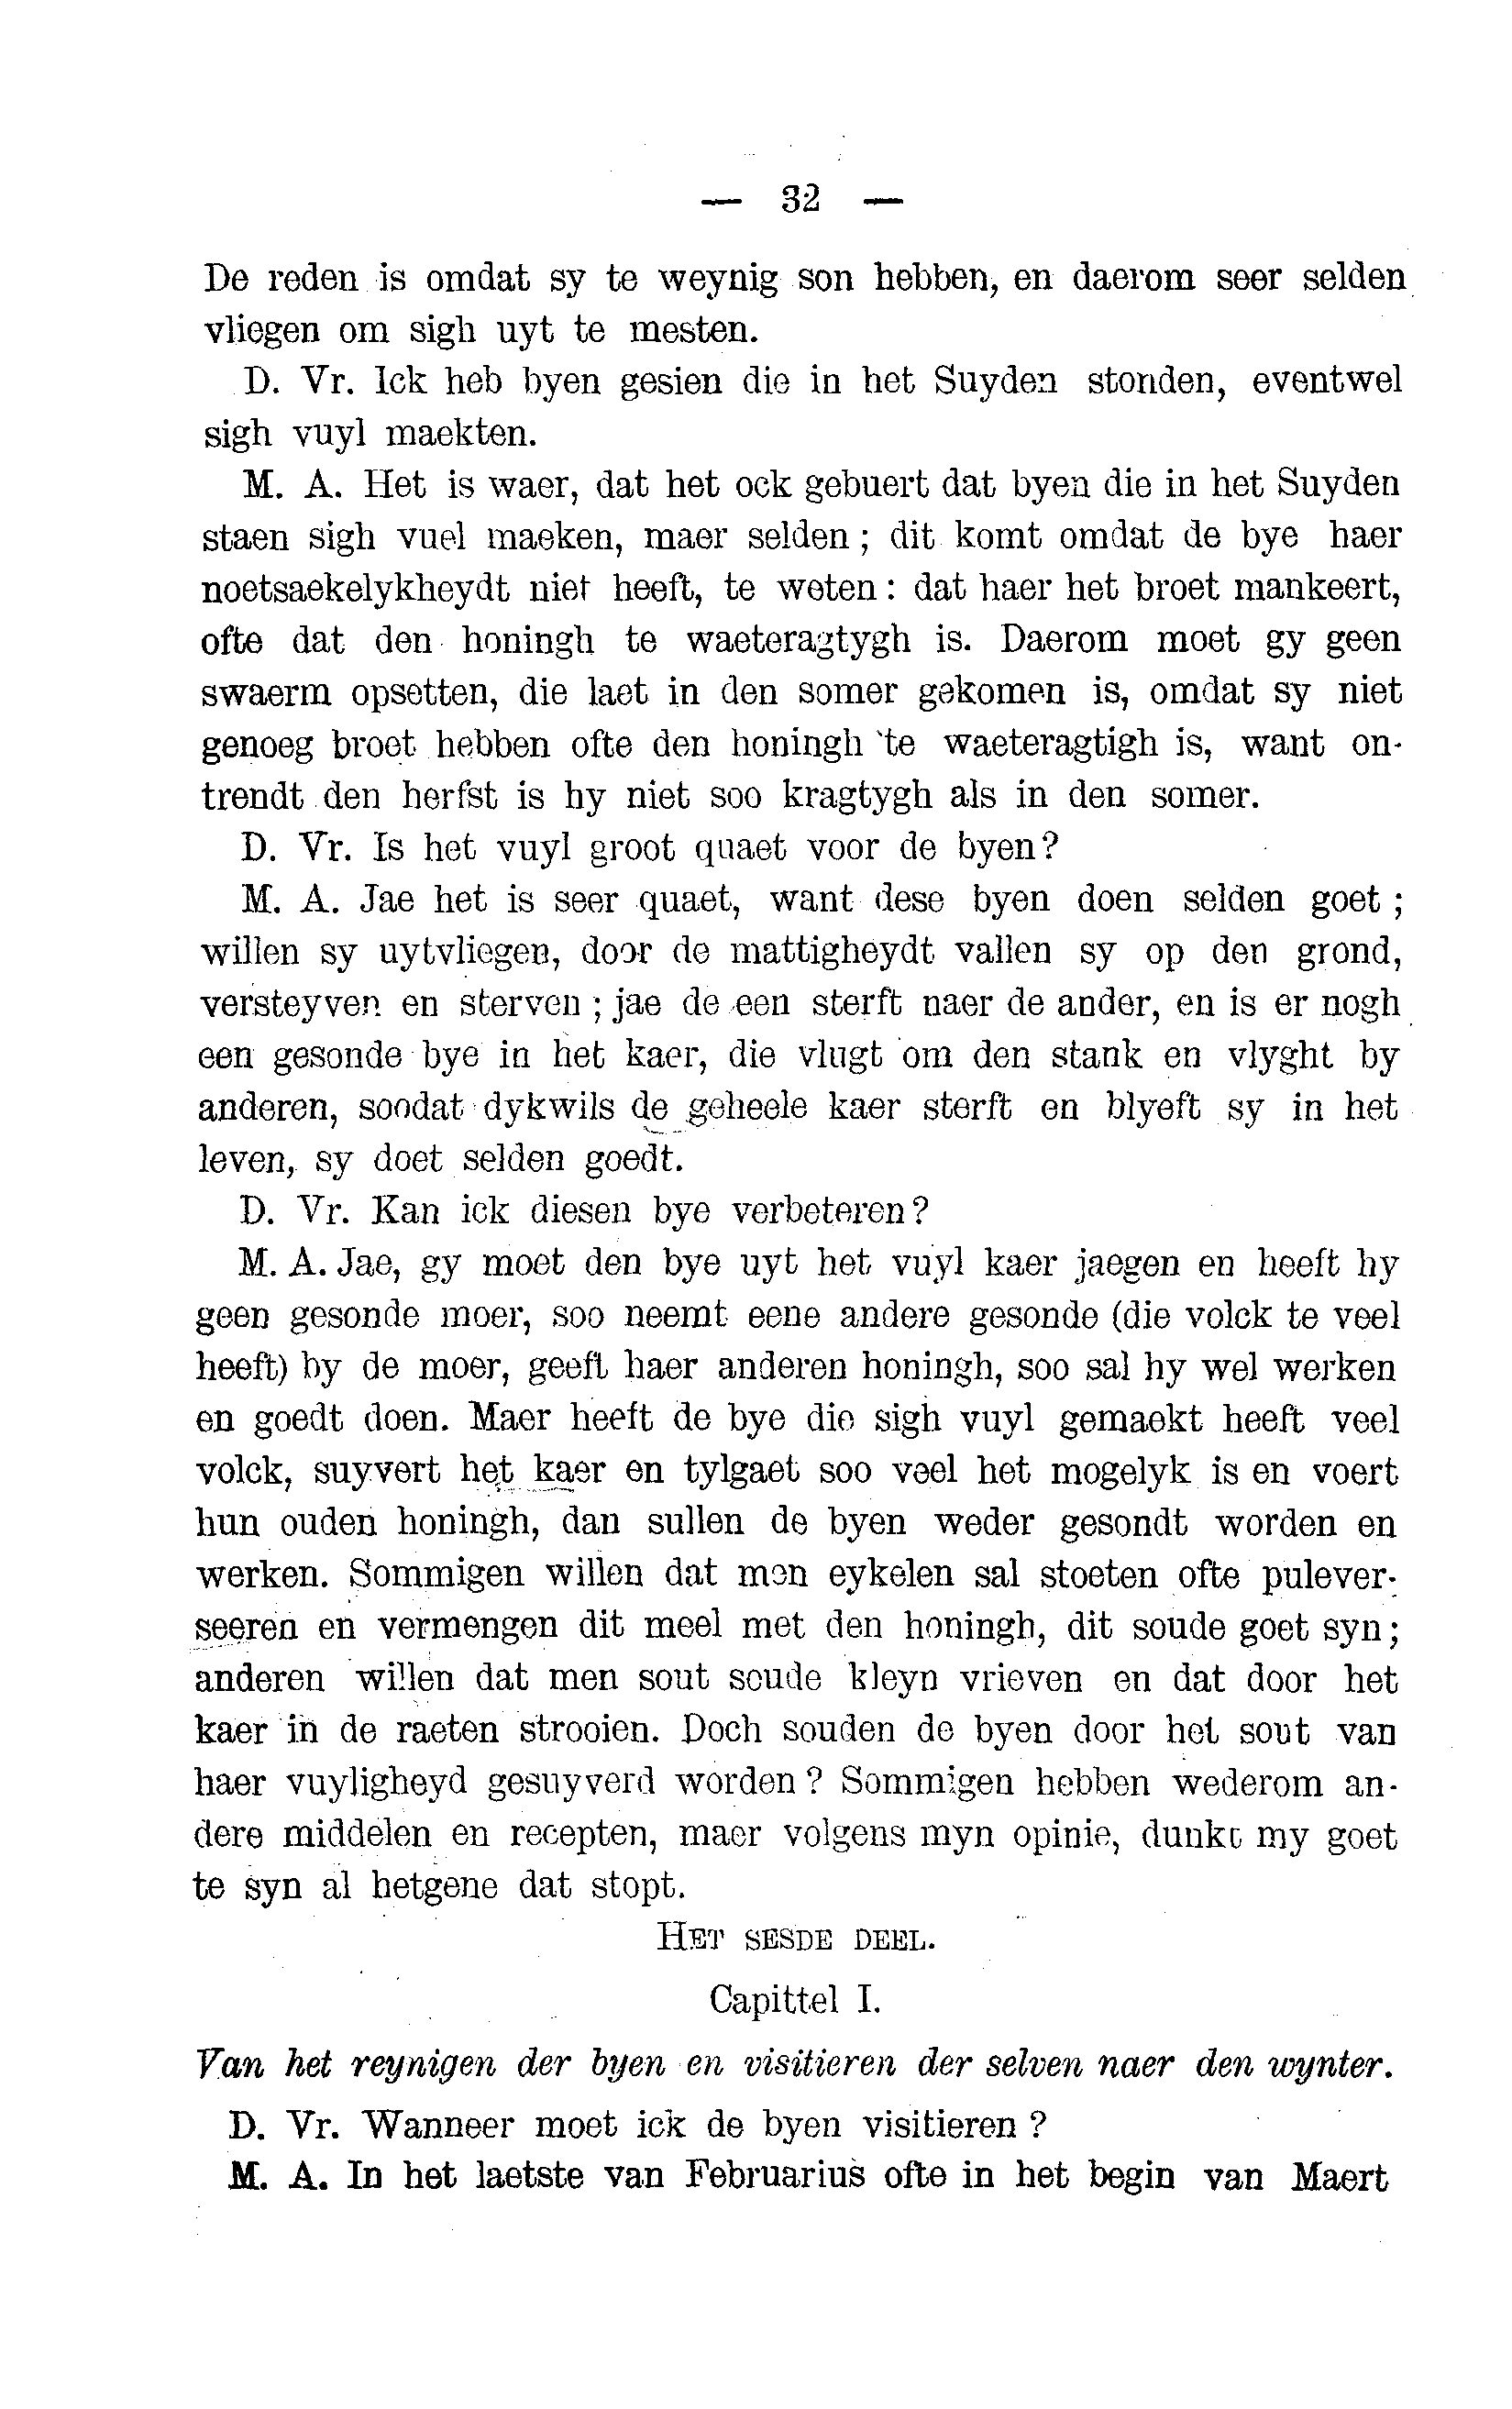 — 32 —
De reden is omdat sy te weynig son hebben, en daerom seer selden
vliegen om sigh uyt te mesten.
D. Vr. Ick heb byen gesien die in het Suyden stonden, eventwel
sigh vuyl maekten.
M. A. Het is waer, dat het ock gebuert dat byen die in het Suyden
staen sigh vuel maeken, maer selden ; dit komt omdat de bye haer
noetsaekelykheydt niet heeft, te weten : dat haer het broet mankeert,
ofte dat den honingh te waeteragtygh is. Daerom moet gy geen
swaerm opsetten, die laet in den somer gekomen is, omdat sy niet
genoeg broet hebben ofte den honingh te waeteragtigh is, want on-
trendt den herfst is hy niet soo kragtygh als in den somer.
D. Vr. Is het vuyl groot quaet voor de byen?
M. A. Jae het is seer quaet, want dese byen doen selden goet ;
willen sy uytvliegen, door de mattigheydt vallen sy op den grond,
versteyven en sterven ; jae de een sterft naer de ander, en is er nogh
een gesonde bye in het kaer, die vlugt om den stank en vlyght by
anderen, soodat dykwils de geheele kaer sterft en blyeft sy in het
leven, sy doet selden goedt.
D. Vr. Kan ick diesen bye verbeteren?
M. A. Jae, gy moet den bye uyt het vuyl kaer jaegen en heeft hy
geen gesonde moer, soo neemt eene andere gesonde (die volck te veel
heeft) by de moer, geeft haer anderen honingh, soo sal hy wel werken
en goedt doen. Maer heeft de bye die sigh vuyl gemaekt heeft veel
volck, suyvert het kaer en tylgaet soo veel het mogelyk is en voert
hun ouden honingh, dan sullen de byen weder gesondt worden en
werken. Sommigen willen dat men eykelen sal stoeten ofte pulever-
seeren en vermengen dit meel met den honingh, dit soude goet syn;
anderen willen dat men sout soude kleyn vrieven en dat door het
kaer in de raeten strooien. Doch souden de byen door het sout van
haer vuyligheyd gesuyverd worden ? Sommigen hebben wederom an-
dere middelen en recepten, maer volgens myn opinie, dunkt my goet
te syn al hetgene dat stopt.
HET SESDE DEEL.
Capittel I.
Van het reynigen der byen en visitieren der selven naer den wynter.
D. Vr. Wanneer moet ick de byen visitieren ?
M. A. In het laetste van Februarius ofte in het begin van Maert